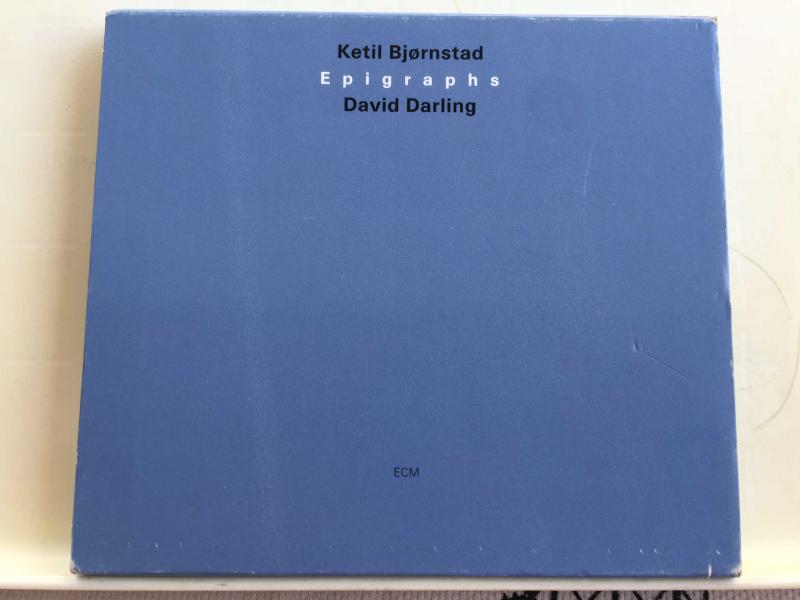 Ketil Bjørnstad
Epigraphs
David Darling
ECM